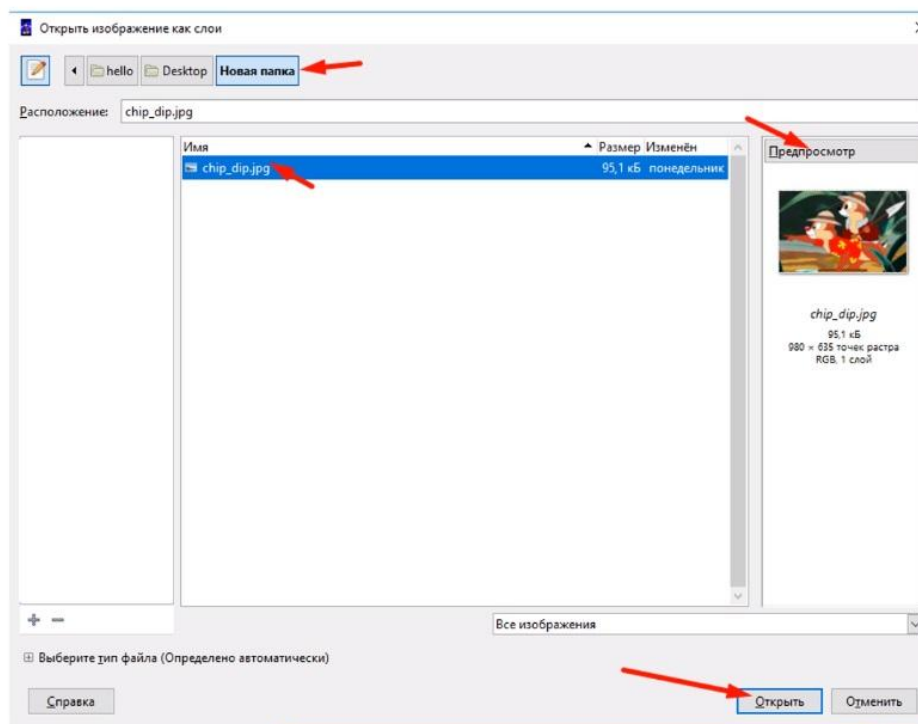 Открыть изображение как слои
hello Desktop Новая папка
Расположение: chip_dip.jpg
Имя Размер Изменён
chip_dip.jpg 95,1 кБ понедельник
Предпросмотр
chip_dip.jpg
95,1 кБ
980 × 635 точек растра
RGB, 1 слой
Все изображения
Выберите тип файла (Определено автоматически)
Справка Открыть Отменить